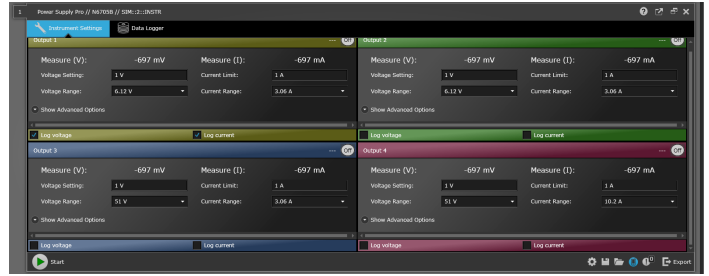 1 Power Supply Pro // N6705B // SIM::2::INSTR
Instrument Settings Data Logger
Output 1 Off Output 2 Off
Measure (V): -697 mV Measure (I): -697 mA Measure (V): -697 mV Measure (I): -697 mA
Voltage Setting: 1 V Current Limit: 1 A Voltage Setting: 1 V Current Limit: 1 A
Voltage Range: 6.12 V Current Range: 3.06 A Voltage Range: 6.12 V Current Range: 3.06 A
Show Advanced Options Show Advanced Options
Log voltage Log current Log voltage Log current
Output 3 Off Output 4 Off
Measure (V): -697 mV Measure (I): -697 mA Measure (V): -697 mV Measure (I): -697 mA
Voltage Setting: 1 V Current Limit: 1 A Voltage Setting: 1 V Current Limit: 1 A
Voltage Range: 51 V Current Range: 3.06 A Voltage Range: 51 V Current Range: 10.2 A
Show Advanced Options Show Advanced Options
Log voltage Log current Log voltage Log current
Start Export